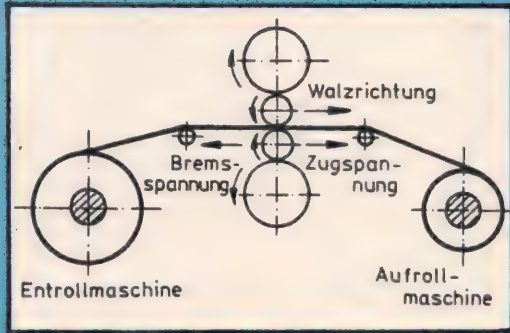 Walzrichtung
Brems-
spannung
Zugspan-
nung
Entrollmaschine
Aufroll-
maschine